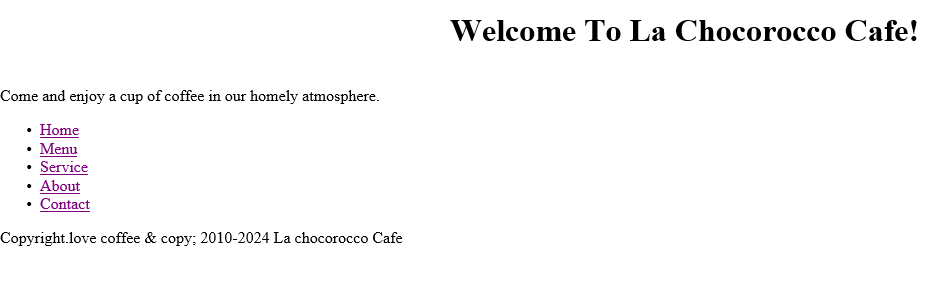 Welcome To La Chocorocco Cafe!
Come and enjoy a cup of coffee in our homely atmosphere.
• Home
• Menu
• Service
• About
• Contact
Copyright.love coffee & copy; 2010-2024 La chocorocco Cafe